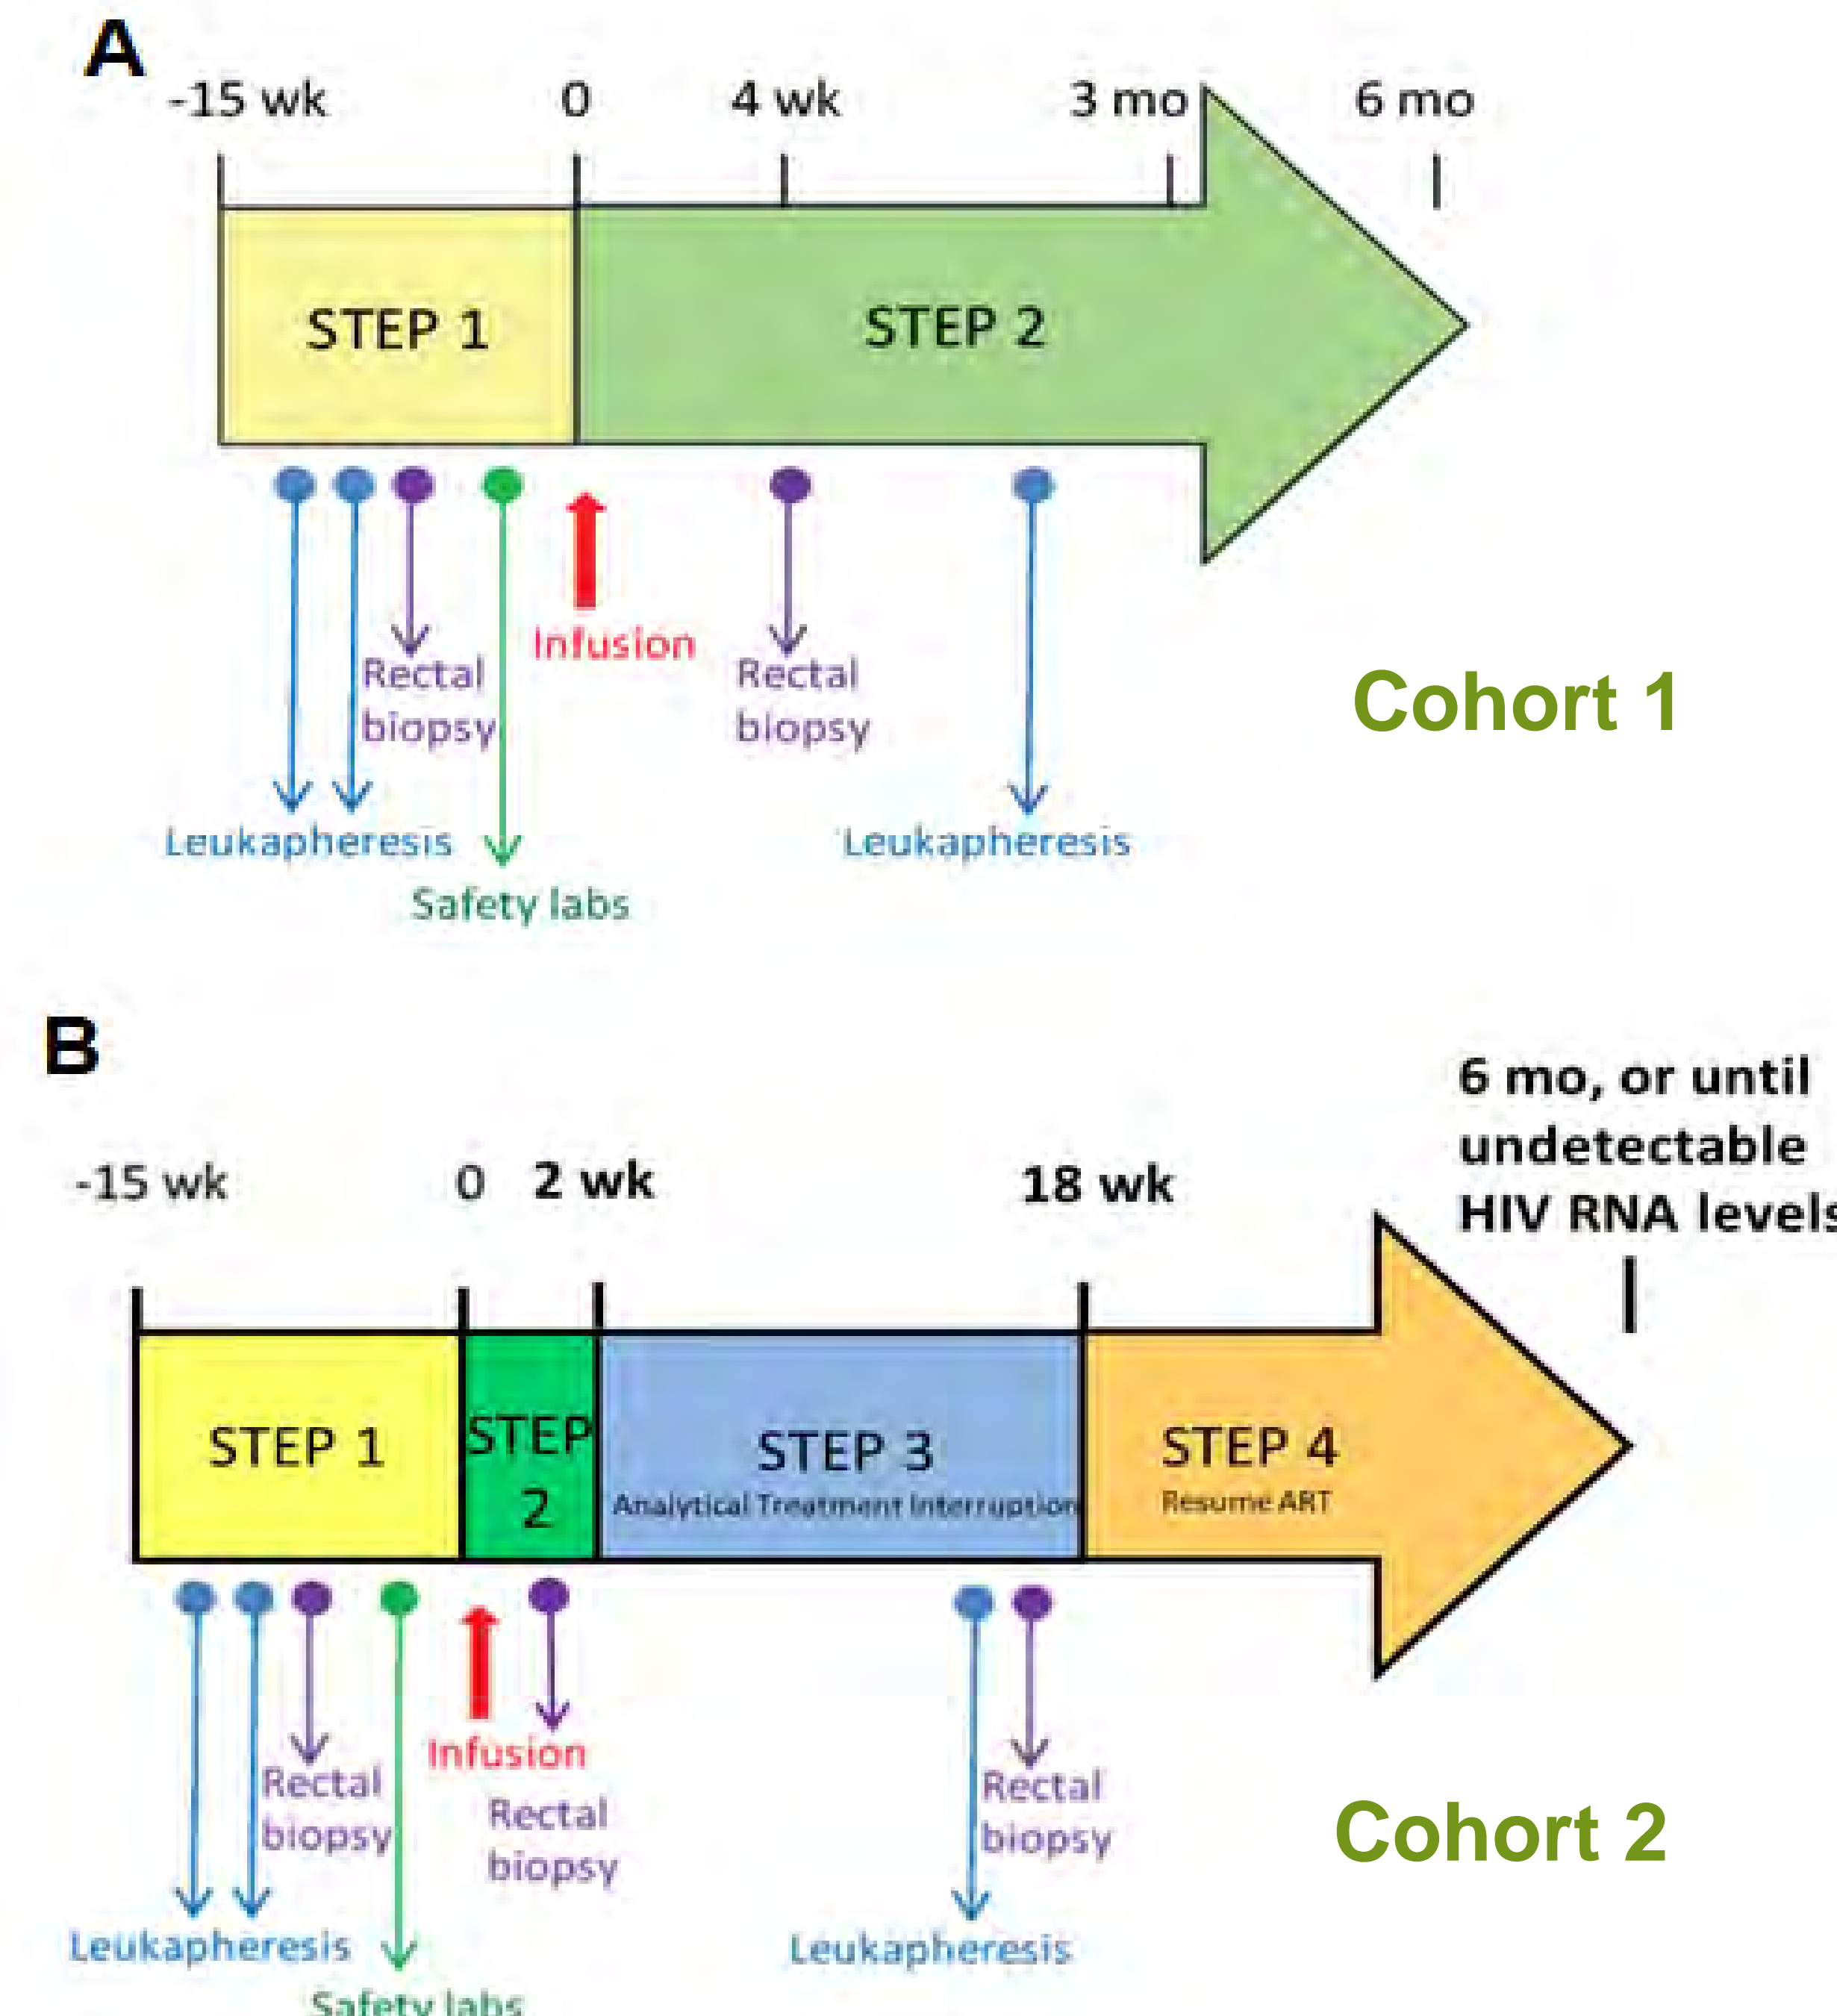 A
-15 wk 0 4 wk 3 mo 6 mo
STEP 1 STEP 2
Infusion
Rectal
biopsy
Rectal
biopsy
Cohort 1
Leukapheresis Leukapheresis
Safety labs
B
6 mo, or until
undetectable
HIV RNA levels
-15 wk 0 2 wk 18 wk
STEP 1 STEP
2
STEP 3
Analytical Treatment Interruption
STEP 4
Resume ART
Infusion
Rectal
biopsy
Rectal
biopsy
Rectal
biopsy
Cohort 2
Leukapheresis Leukapheresis
Safety labs